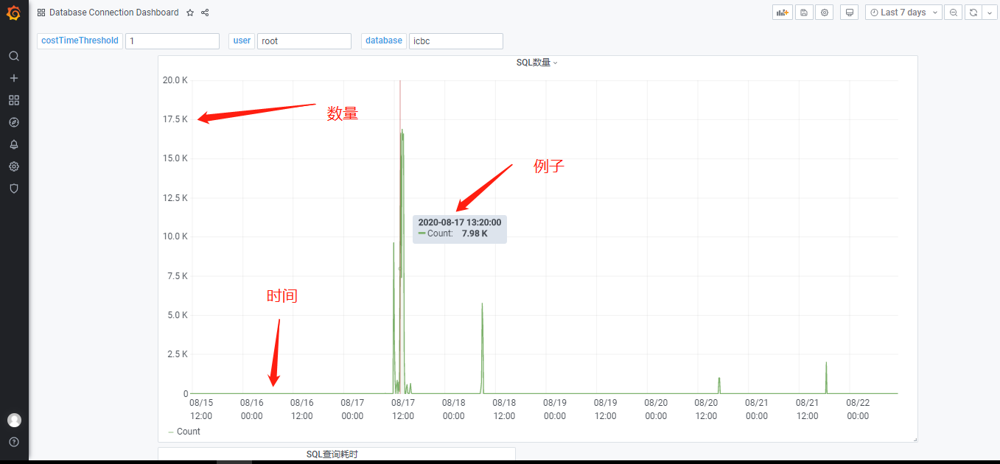 Database Connection Dashboard
Last 7 days
costTimeThreshold 1 user root database icbc
SQL数量
20.0 K
17.5 K
15.0 K
12.5 K
10.0 K
7.5 K
5.0 K
2.5 K
0
数量
例子
2020-08-17 13:20:00
Count: 7.98 K
时间
08/15 08/16 08/16 08/17 08/17 08/18 08/18 08/19 08/19 08/20 08/20 08/21 08/21 08/22
12:00 00:00 12:00 00:00 12:00 00:00 12:00 00:00 12:00 00:00 12:00 00:00 12:00 00:00
Count
SQL查询耗时